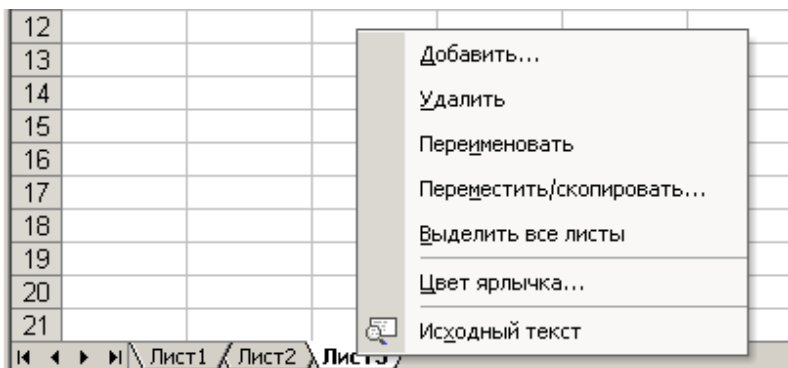 12
13
14
15
16
17
18
19
20
21
Добавить...
Удалить
Переименовать
Переместить/скопировать...
Выделить все листы
Цвет ярлычка...
Исходный текст
Лист1 Лист2 Лист3